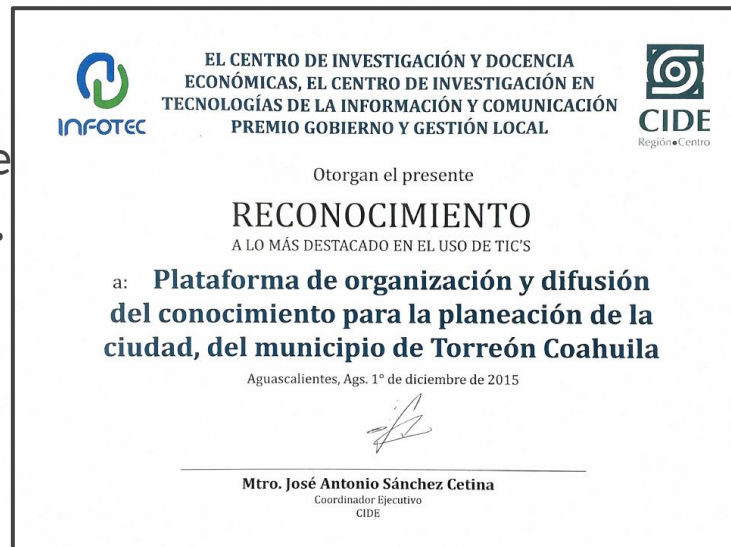 INFOTEC
EL CENTRO DE INVESTIGACIÓN Y DOCENCIA
ECONÓMICAS, EL CENTRO DE INVESTIGACIÓN EN
TECNOLOGÍAS DE LA INFORMACIÓN Y COMUNICACIÓN
PREMIO GOBIERNO Y GESTIÓN LOCAL
CIDE
Región•Centro
Otorgan el presente
RECONOCIMIENTO
A LO MÁS DESTACADO EN EL USO DE TIC'S
a: Plataforma de organización y difusión
del conocimiento para la planeación de la
ciudad, del municipio de Torreón Coahuila
Aguascalientes, Ags. 1° de diciembre de 2015
Mtro. José Antonio Sánchez Cetina
Coordinador Ejecutivo
CIDE